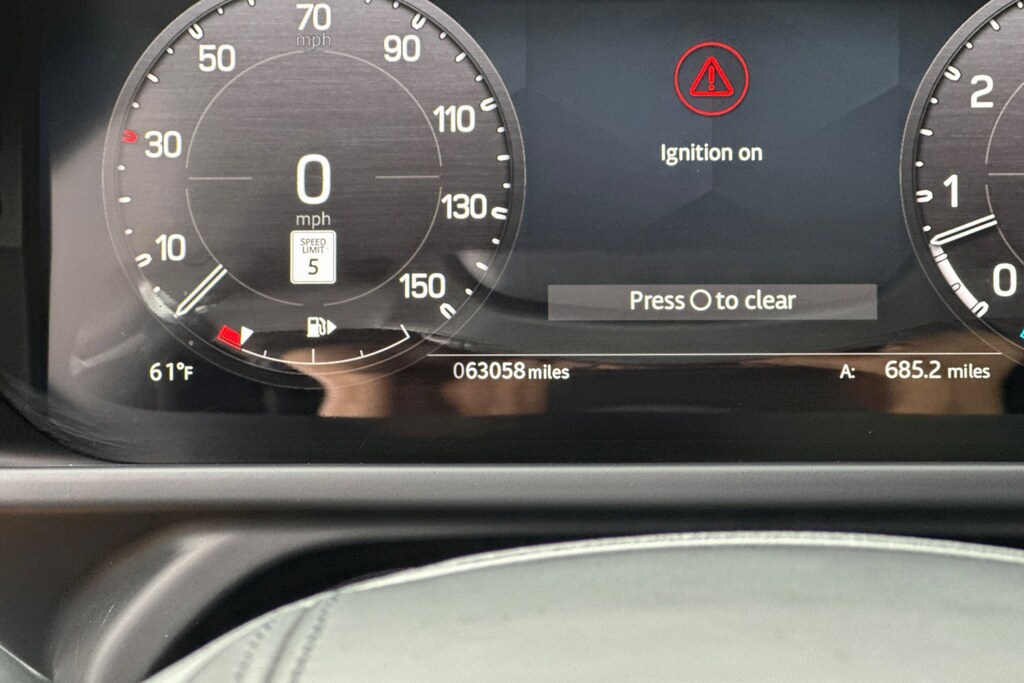 70
mph
50
90
30
110
10
130
150
0
mph
SPEED
LIMIT
5
Ignition on
Press O to clear
2
1
0
61°F
063058 miles
A: 685.2 miles